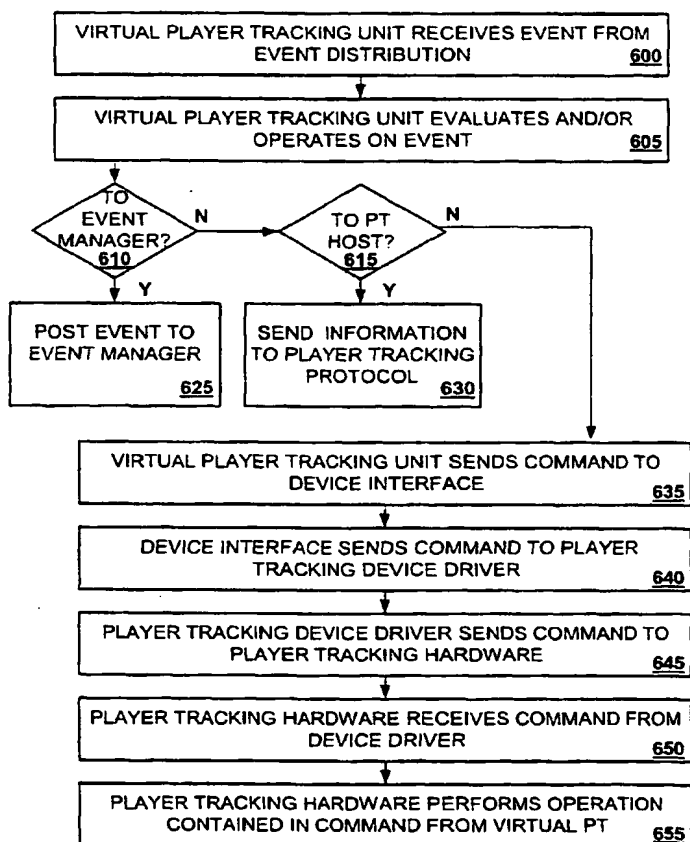 VIRTUAL PLAYER TRACKING UNIT RECEIVES EVENT FROM
EVENT DISTRIBUTION
600
VIRTUAL PLAYER TRACKING UNIT EVALUATES AND/OR
OPERATES ON EVENT
605
TO
EVENT
MANAGER?
610
N
TO PT
HOST?
615
N
Y
Y
POST EVENT TO
EVENT MANAGER
625
SEND INFORMATION
TO PLAYER TRACKING
PROTOCOL
630
VIRTUAL PLAYER TRACKING UNIT SENDS COMMAND TO
DEVICE INTERFACE
635
DEVICE INTERFACE SENDS COMMAND TO PLAYER
TRACKING DEVICE DRIVER
640
PLAYER TRACKING DEVICE DRIVER SENDS COMMAND TO
PLAYER TRACKING HARDWARE
645
PLAYER TRACKING HARDWARE RECEIVES COMMAND FROM
DEVICE DRIVER
650
PLAYER TRACKING HARDWARE PERFORMS OPERATION
CONTAINED IN COMMAND FROM VIRTUAL PT
655